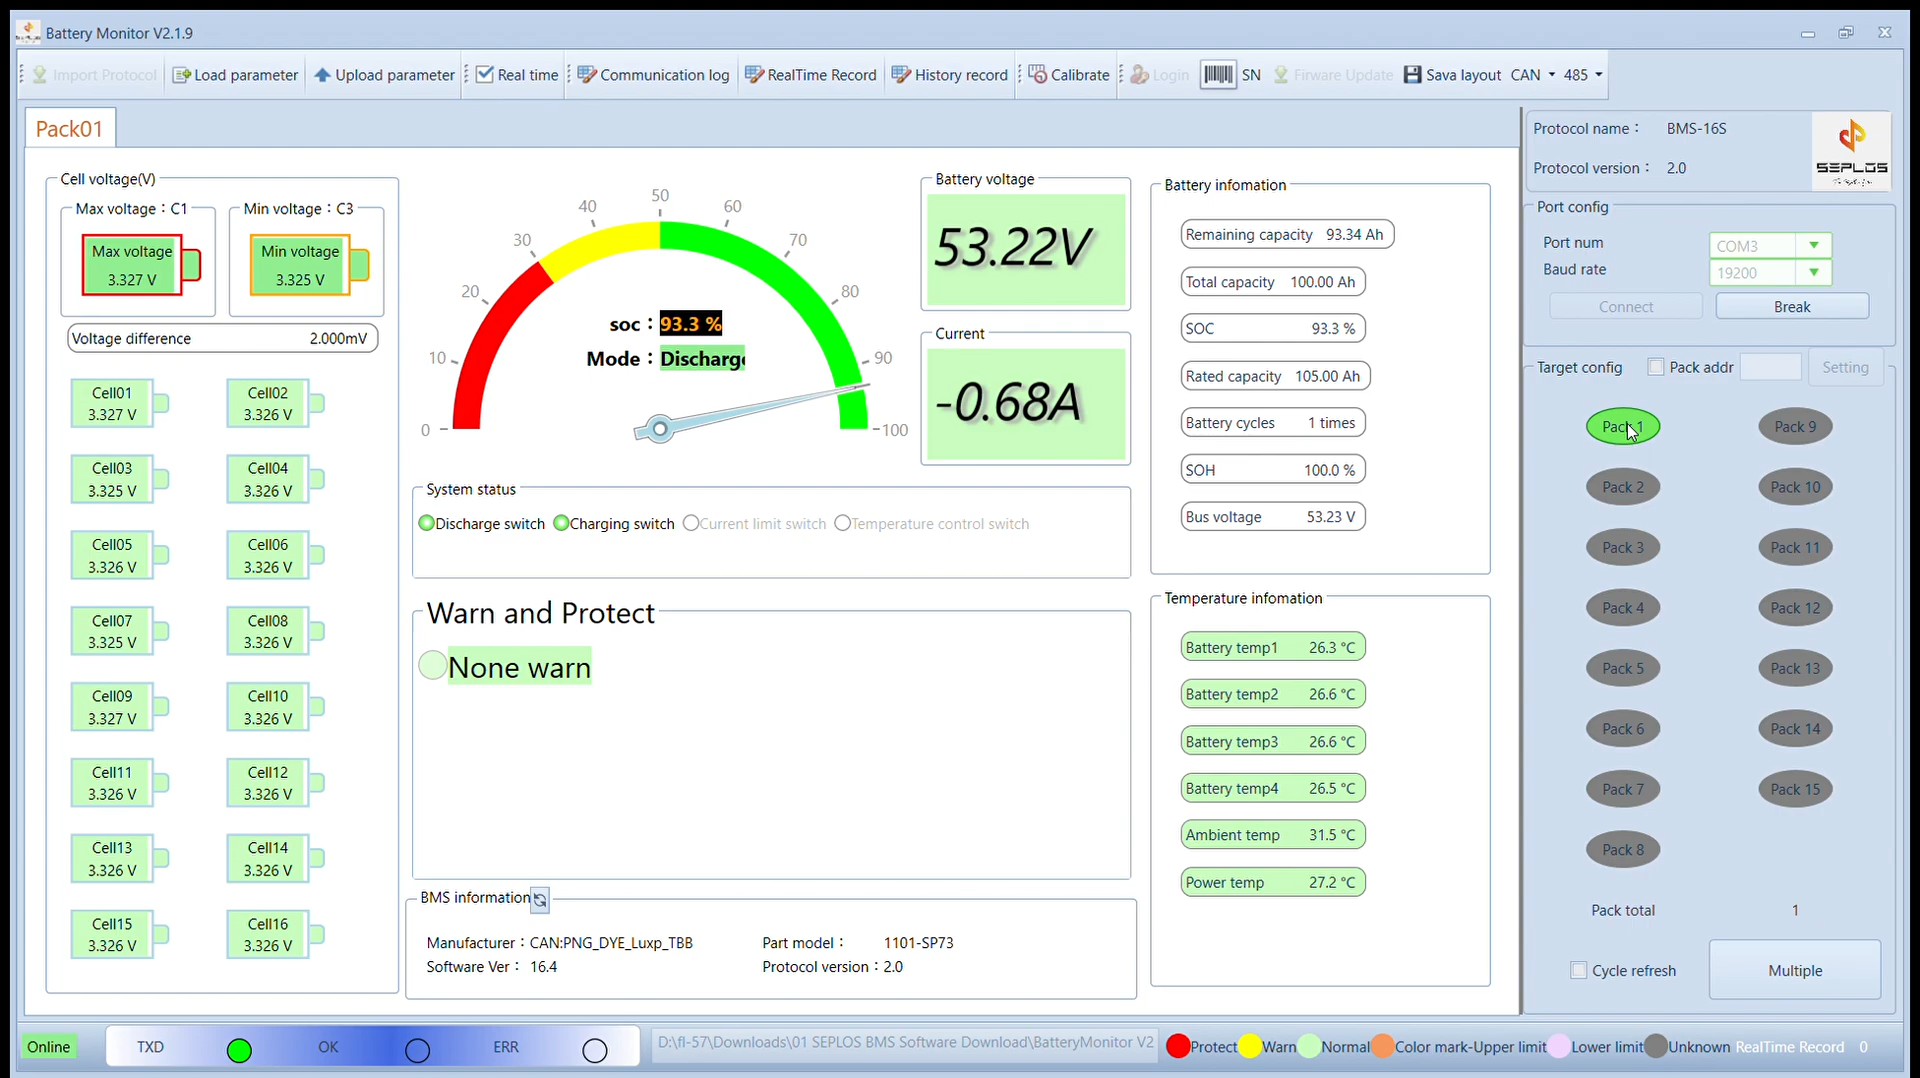 Battery Monitor V2.1.9
Import Protocol Load parameter Upload parameter Real time Communication log RealTime Record History record Calibrate Login SN Firware Update Sava layout CAN 485
Pack01
Cell voltage(V)
Max voltage：C1
Max voltage
3.327 V
Min voltage：C3
Min voltage
3.325 V
Voltage difference 2.000mV
Cell01
3.327 V
Cell02
3.326 V
Cell03
3.325 V
Cell04
3.326 V
Cell05
3.326 V
Cell06
3.326 V
Cell07
3.325 V
Cell08
3.326 V
Cell09
3.327 V
Cell10
3.326 V
Cell11
3.326 V
Cell12
3.326 V
Cell13
3.326 V
Cell14
3.326 V
Cell15
3.326 V
Cell16
3.326 V
0
10
20
30
40
50
60
70
80
90
100
soc：93.3 %
Mode：Discharge
Battery voltage
53.22V
Current
-0.68A
System status
Discharge switch Charging switch Current limit switch Temperature control switch
Warn and Protect
None warn
BMS information
Manufacturer：CAN:PNG_DYE_Luxp_TBB Part model： 1101-SP73
Software Ver： 16.4 Protocol version：2.0
Battery infomation
Remaining capacity 93.34 Ah
Total capacity 100.00 Ah
SOC 93.3 %
Rated capacity 105.00 Ah
Battery cycles 1 times
SOH 100.0 %
Bus voltage 53.23 V
Temperature infomation
Battery temp1 26.3 °C
Battery temp2 26.6 °C
Battery temp3 26.6 °C
Battery temp4 26.5 °C
Ambient temp 31.5 °C
Power temp 27.2 °C
Protocol name： BMS-16S
Protocol version： 2.0
SEPLOS
Port config
Port num COM3
Baud rate 19200
Connect Break
Target config Pack addr Setting
Pack 1 Pack 9
Pack 2 Pack 10
Pack 3 Pack 11
Pack 4 Pack 12
Pack 5 Pack 13
Pack 6 Pack 14
Pack 7 Pack 15
Pack 8
Pack total 1
Cycle refresh Multiple
Online TXD OK ERR D:\fl-57\Downloads\01 SEPLOS BMS Software Download\BatteryMonitor V2 Protect Warn Normal Color mark-Upper limit Lower limit Unknown RealTime Record 0